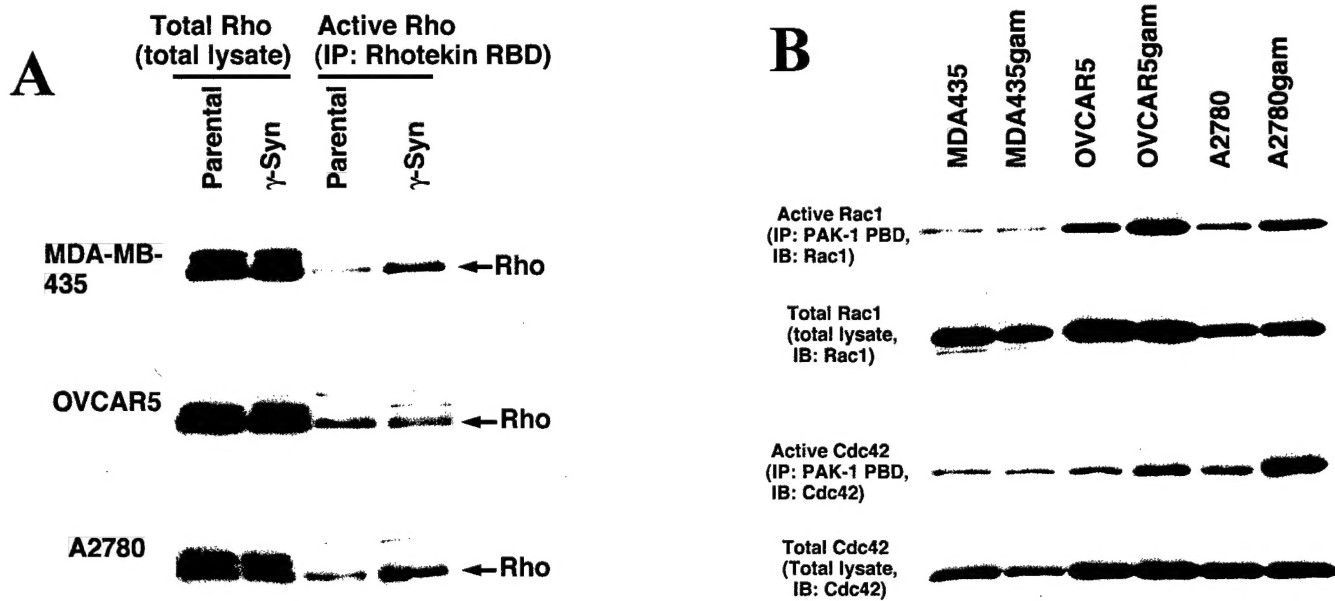 A
Total Rho
(total lysate)
Active Rho
(IP: Rhotekin RBD)
Parental
γ-Syn
Parental
γ-Syn
MDA-MB-
435
Rho
OVCAR5
Rho
A2780
Rho
B
MDA435
MDA435gam
OVCAR5
OVCAR5gam
A2780
A2780gam
Active Rac1
(IP: PAK-1 PBD,
IB: Rac1)
Total Rac1
(total lysate,
IB: Rac1)
Active Cdc42
(IP: PAK-1 PBD,
IB: Cdc42)
Total Cdc42
(Total lysate,
IB: Cdc42)